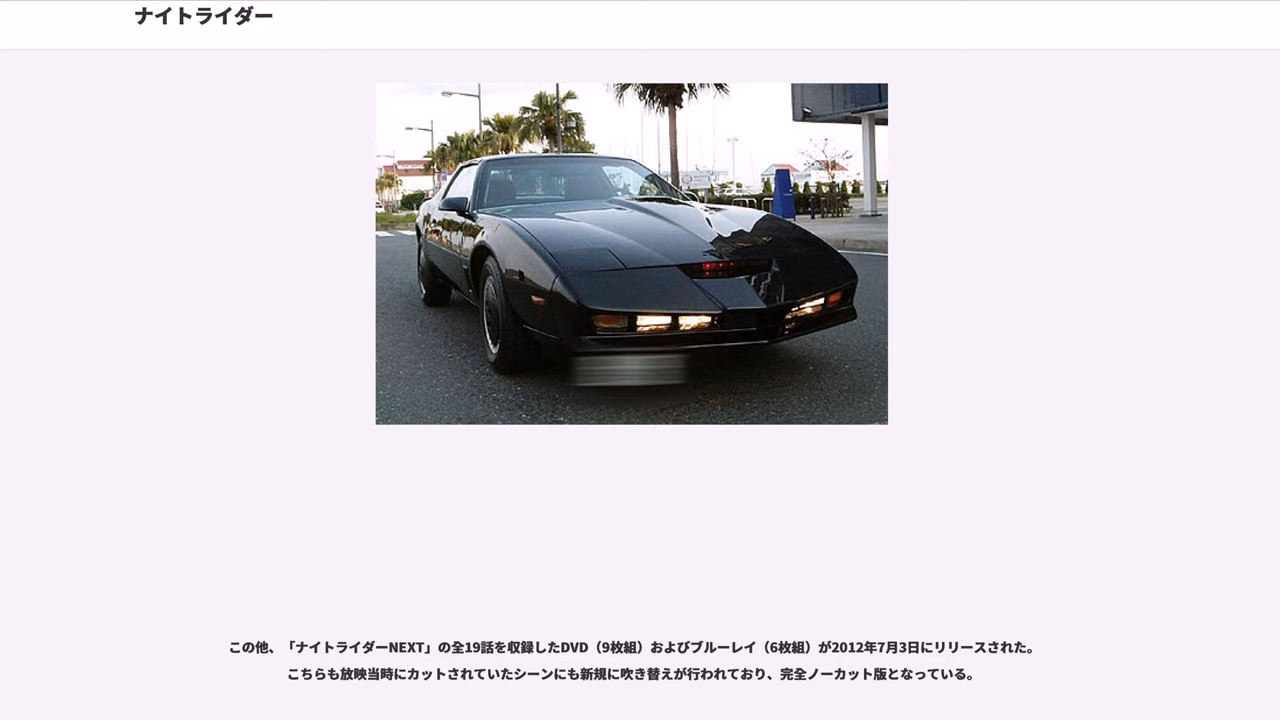 ナイトライダー
この他、「ナイトライダーNEXT」の全19話を収録したDVD（9枚組）およびブルーレイ（6枚組）が2012年7月3日にリリースされた。
こちらも放映当時にカットされていたシーンにも新規に吹き替えが行われており、完全ノーカット版となっている。